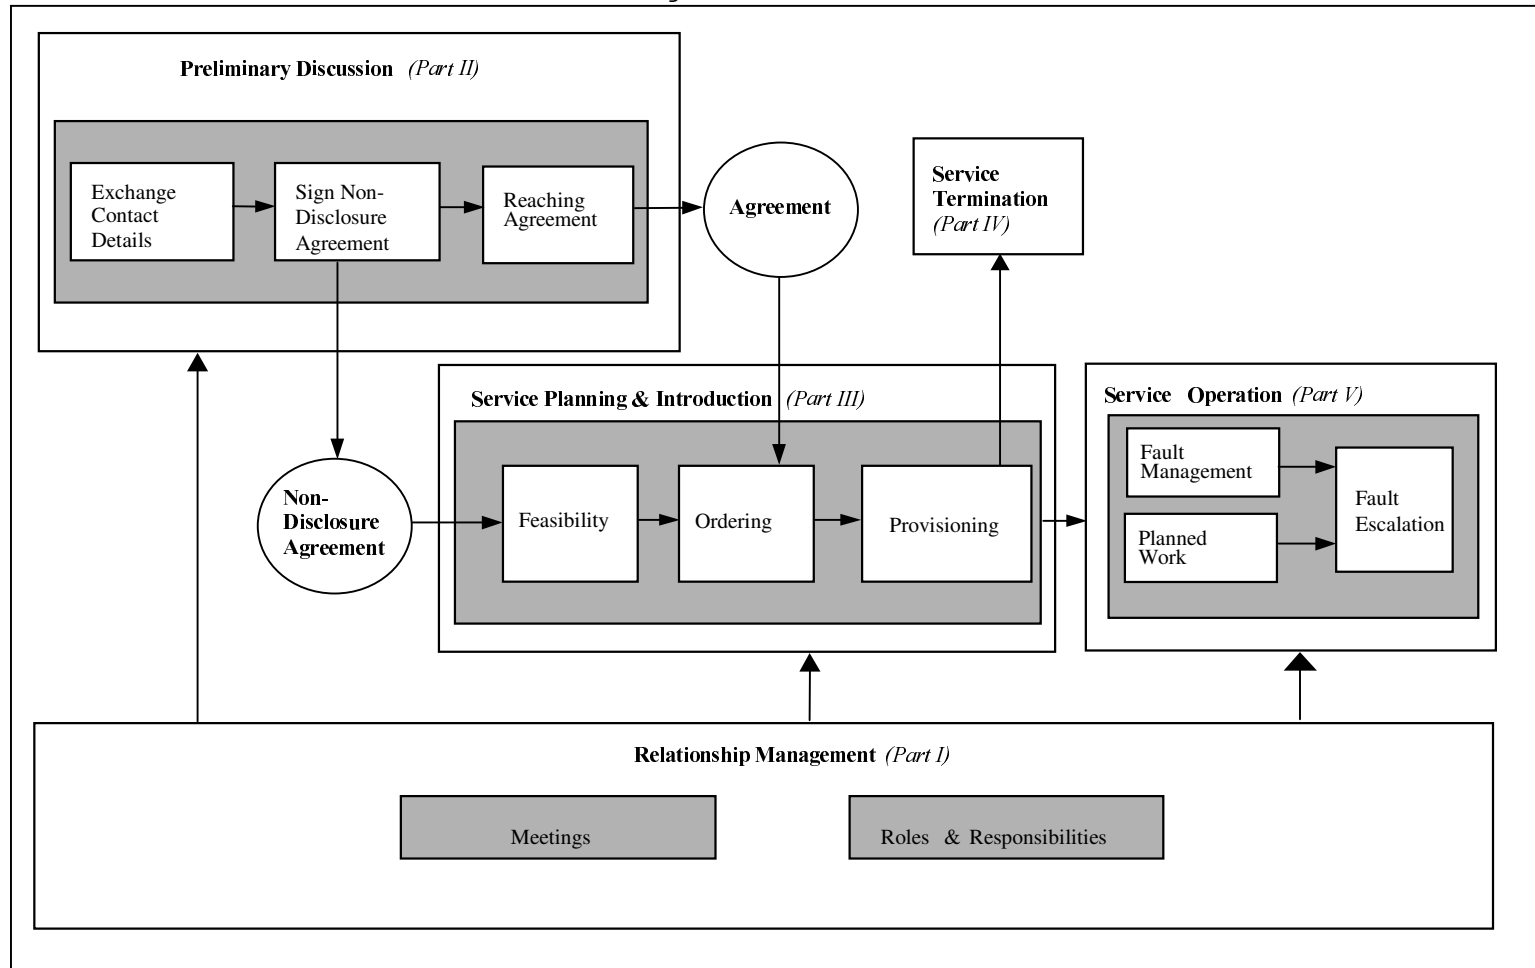 Preliminary Discussion (Part II)
Exchange
Contact
Details
Sign Non-
Disclosure
Agreement
Reaching
Agreement
Agreement
Service
Termination
(Part IV)
Service Planning & Introduction (Part III)
Non-
Disclosure
Agreement
Feasibility
Ordering
Provisioning
Service Operation (Part V)
Fault
Management
Planned
Work
Fault
Escalation
Relationship Management (Part I)
Meetings
Roles & Responsibilities